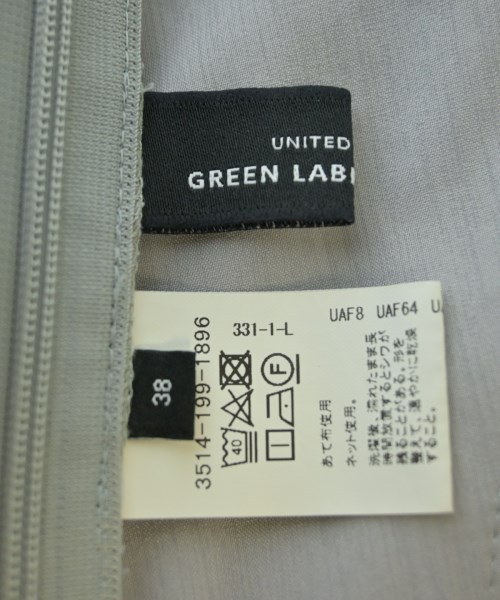 UNITED
GREEN LAB
38
3514-199-1896
331-1-L
UAF8 UAF64 U
40
F
あて布使用
ネット使用。
洗濯後、濡れたまま長
時間放置するとシワが
残ることがある。形を
整えて、速やかに乾燥
すること。